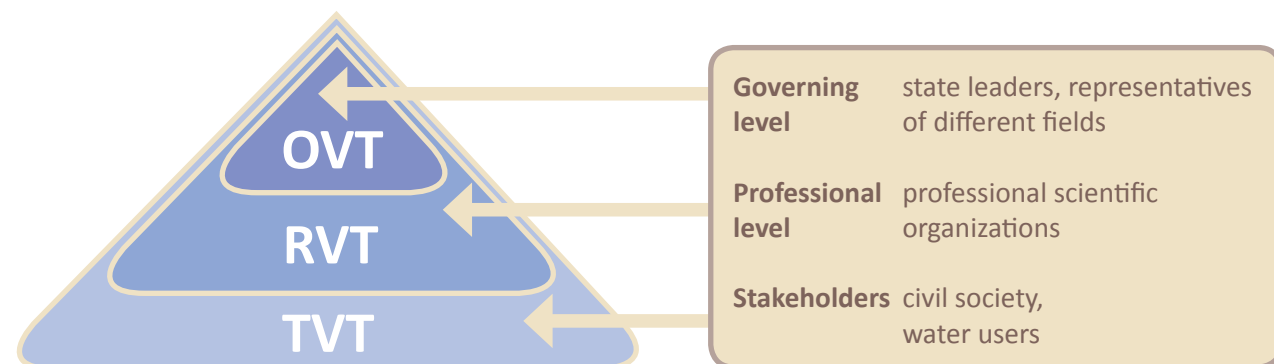 OVT
RVT
TVT
Governing level
state leaders, representatives
of different fields
Professional level
professional scientific
organizations
Stakeholders
civil society,
water users